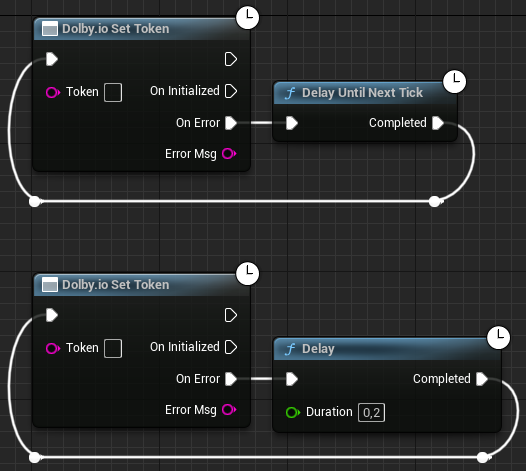 Dolby.io Set Token
Token
On Initialized
On Error
Error Msg
f Delay Until Next Tick
Completed
Dolby.io Set Token
Token
On Initialized
On Error
Error Msg
f Delay
Completed
Duration 0,2